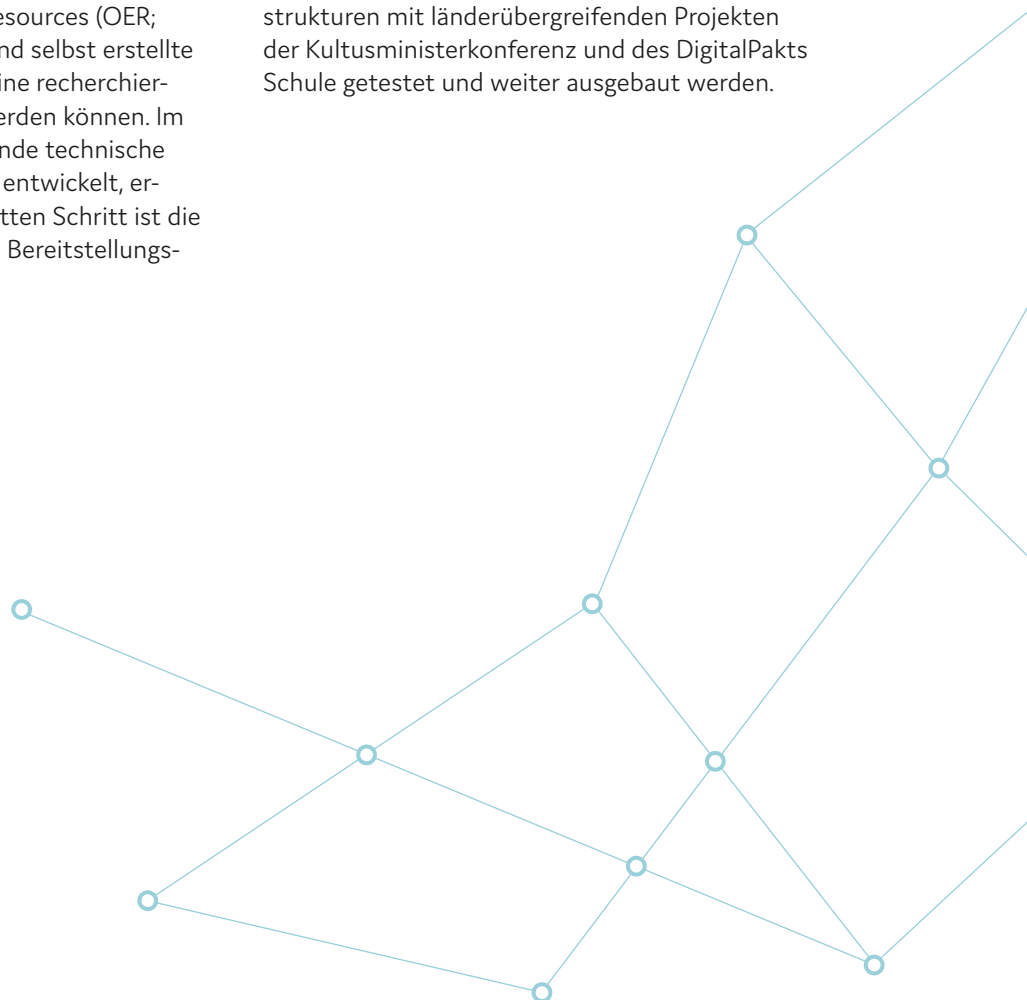 esources (OER;
nd selbst erstellte
ine recherchier-
erden können. Im
nde technische
entwickelt, er-
tten Schritt ist die
Bereitstellungs-
strukturen mit länderübergreifenden Projekten
der Kultusministerkonferenz und des DigitalPakts
Schule getestet und weiter ausgebaut werden.